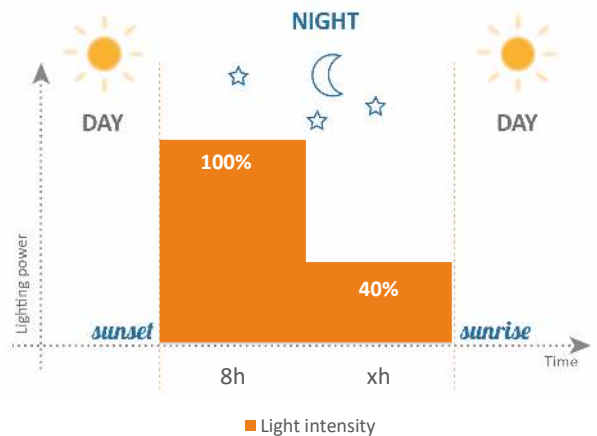 NIGHT
DAY
DAY
100%
40%
Lighting power
sunset
sunrise
Time
8h
xh
Light intensity